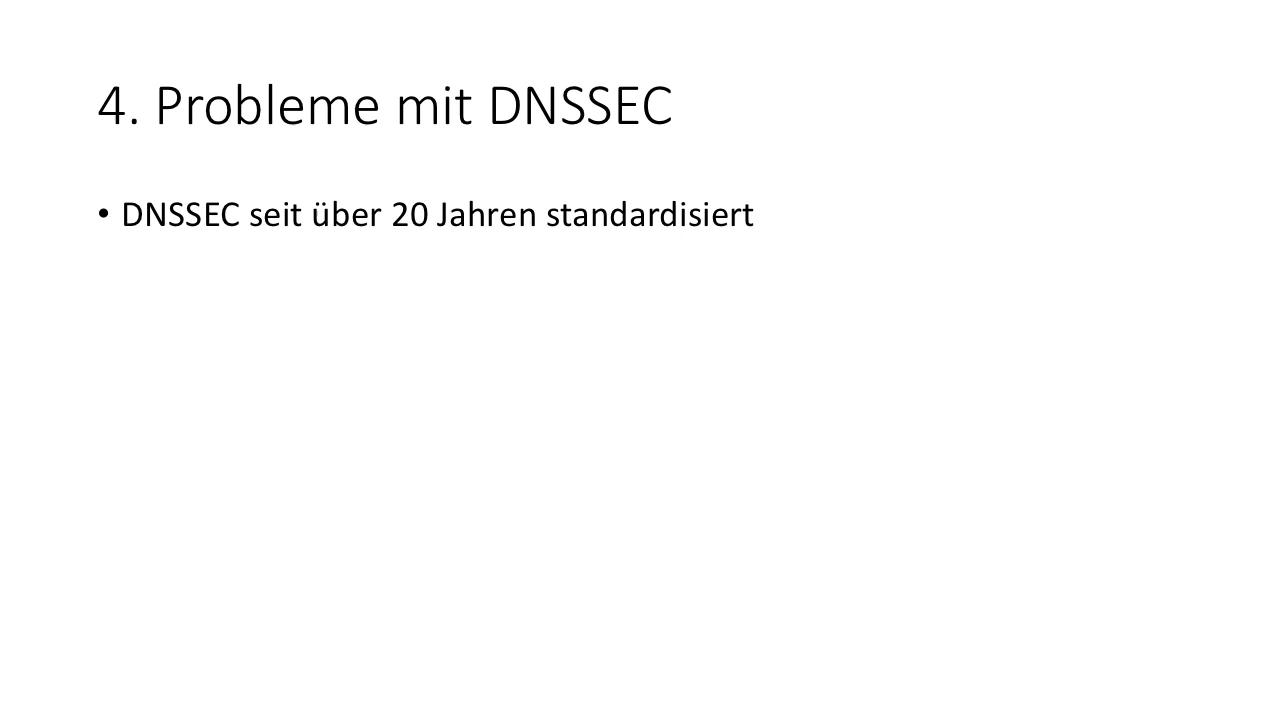 4. Probleme mit DNSSEC
• DNSSEC seit über 20 Jahren standardisiert